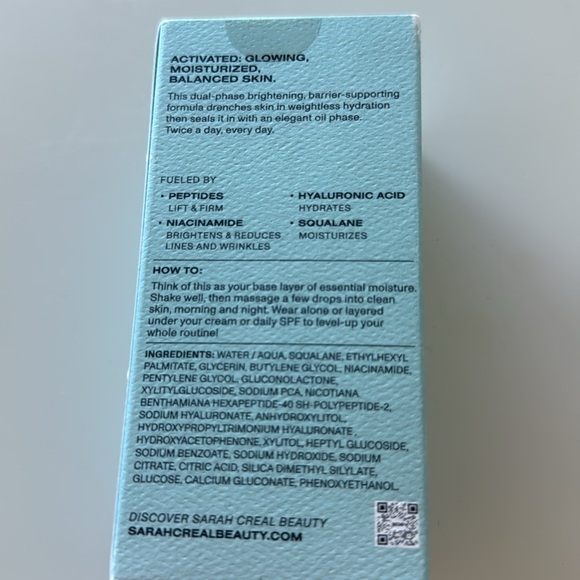 ACTIVATED: GLOWING,
MOISTURIZED,
BALANCED SKIN.
This dual-phase brightening, barrier-supporting
formula drenches skin in weightless hydration
then seals it in with an elegant oil phase.
Twice a day, every day.
FUELED BY
• PEPTIDES
LIFT & FIRM
• HYALURONIC ACID
HYDRATES
• NIACINAMIDE
BRIGHTENS & REDUCES
LINES AND WRINKLES
• SQUALANE
MOISTURIZES
HOW TO:
Think of this as your base layer of essential moisture.
Shake well, then massage a few drops into clean
skin, morning and night. Wear alone or layered
under your cream or daily SPF to level-up your
whole routine!
INGREDIENTS: WATER / AQUA, SQUALANE, ETHYLHEXYL
PALMITATE, GLYCERIN, BUTYLENE GLYCOL, NIACINAMIDE,
PENTYLENE GLYCOL, GLUCONOLACTONE,
XYLITYLGLUCOSIDE, SODIUM PCA, NICOTIANA
BENTHAMIANA HEXAPEPTIDE-40 SH-POLYPEPTIDE-2,
SODIUM HYALURONATE, ANHYDROXYLITOL,
HYDROXYPROPYLTRIMONIUM HYALURONATE,
HYDROXYACETOPHENONE, XYLITOL, HEPTYL GLUCOSIDE,
SODIUM BENZOATE, SODIUM HYDROXIDE, SODIUM
CITRATE, CITRIC ACID, SILICA DIMETHYL SILYLATE,
GLUCOSE, CALCIUM GLUCONATE, PHENOXYETHANOL.
DISCOVER SARAH CREAL BEAUTY
SARAHCREALBEAUTY.COM